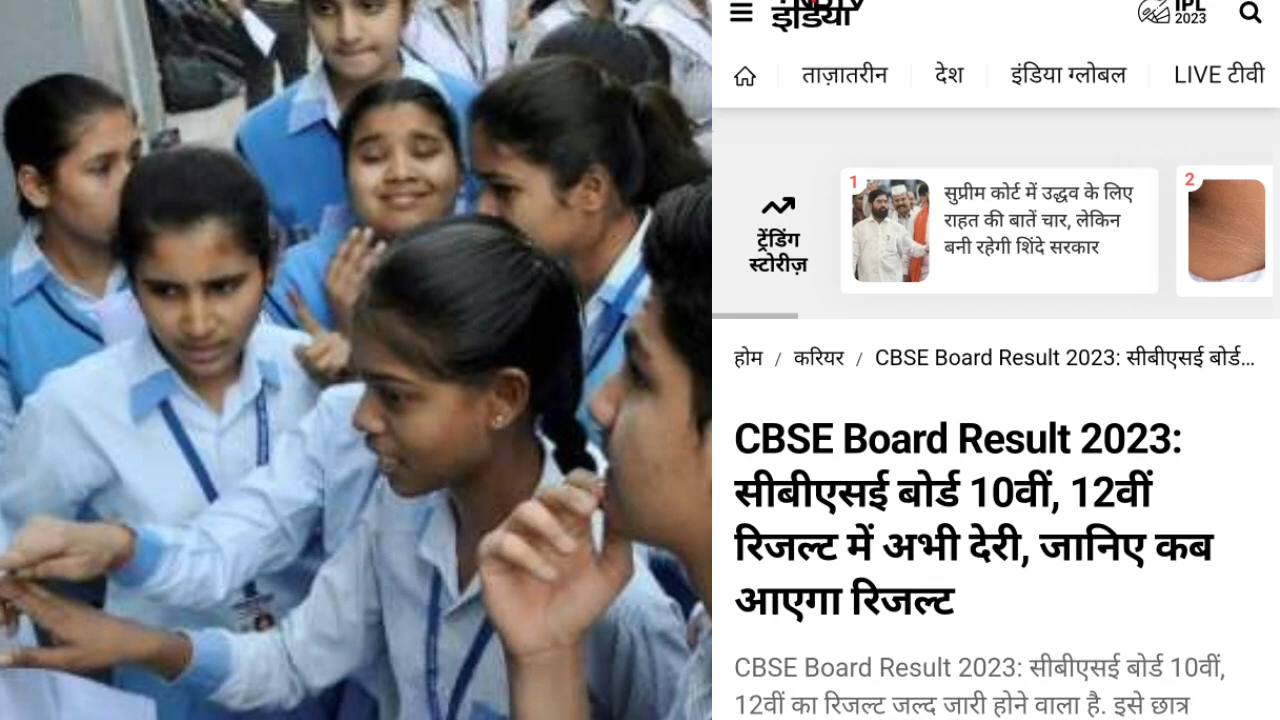 इंडिया
IPL
2023
ताज़ातरीन
देश
इंडिया ग्लोबल
LIVE टीवी
ट्रेंडिंग
स्टोरीज़
1
सुप्रीम कोर्ट में उद्धव के लिए
राहत की बातें चार, लेकिन
बनी रहेगी शिंदे सरकार
2
होम / करियर / CBSE Board Result 2023: सीबीएसई बोर्ड...
CBSE Board Result 2023:
सीबीएसई बोर्ड 10वीं, 12वीं
रिजल्ट में अभी देरी, जानिए कब
आएगा रिजल्ट
CBSE Board Result 2023: सीबीएसई बोर्ड 10वीं,
12वीं का रिजल्ट जल्द जारी होने वाला है. इसे छात्र